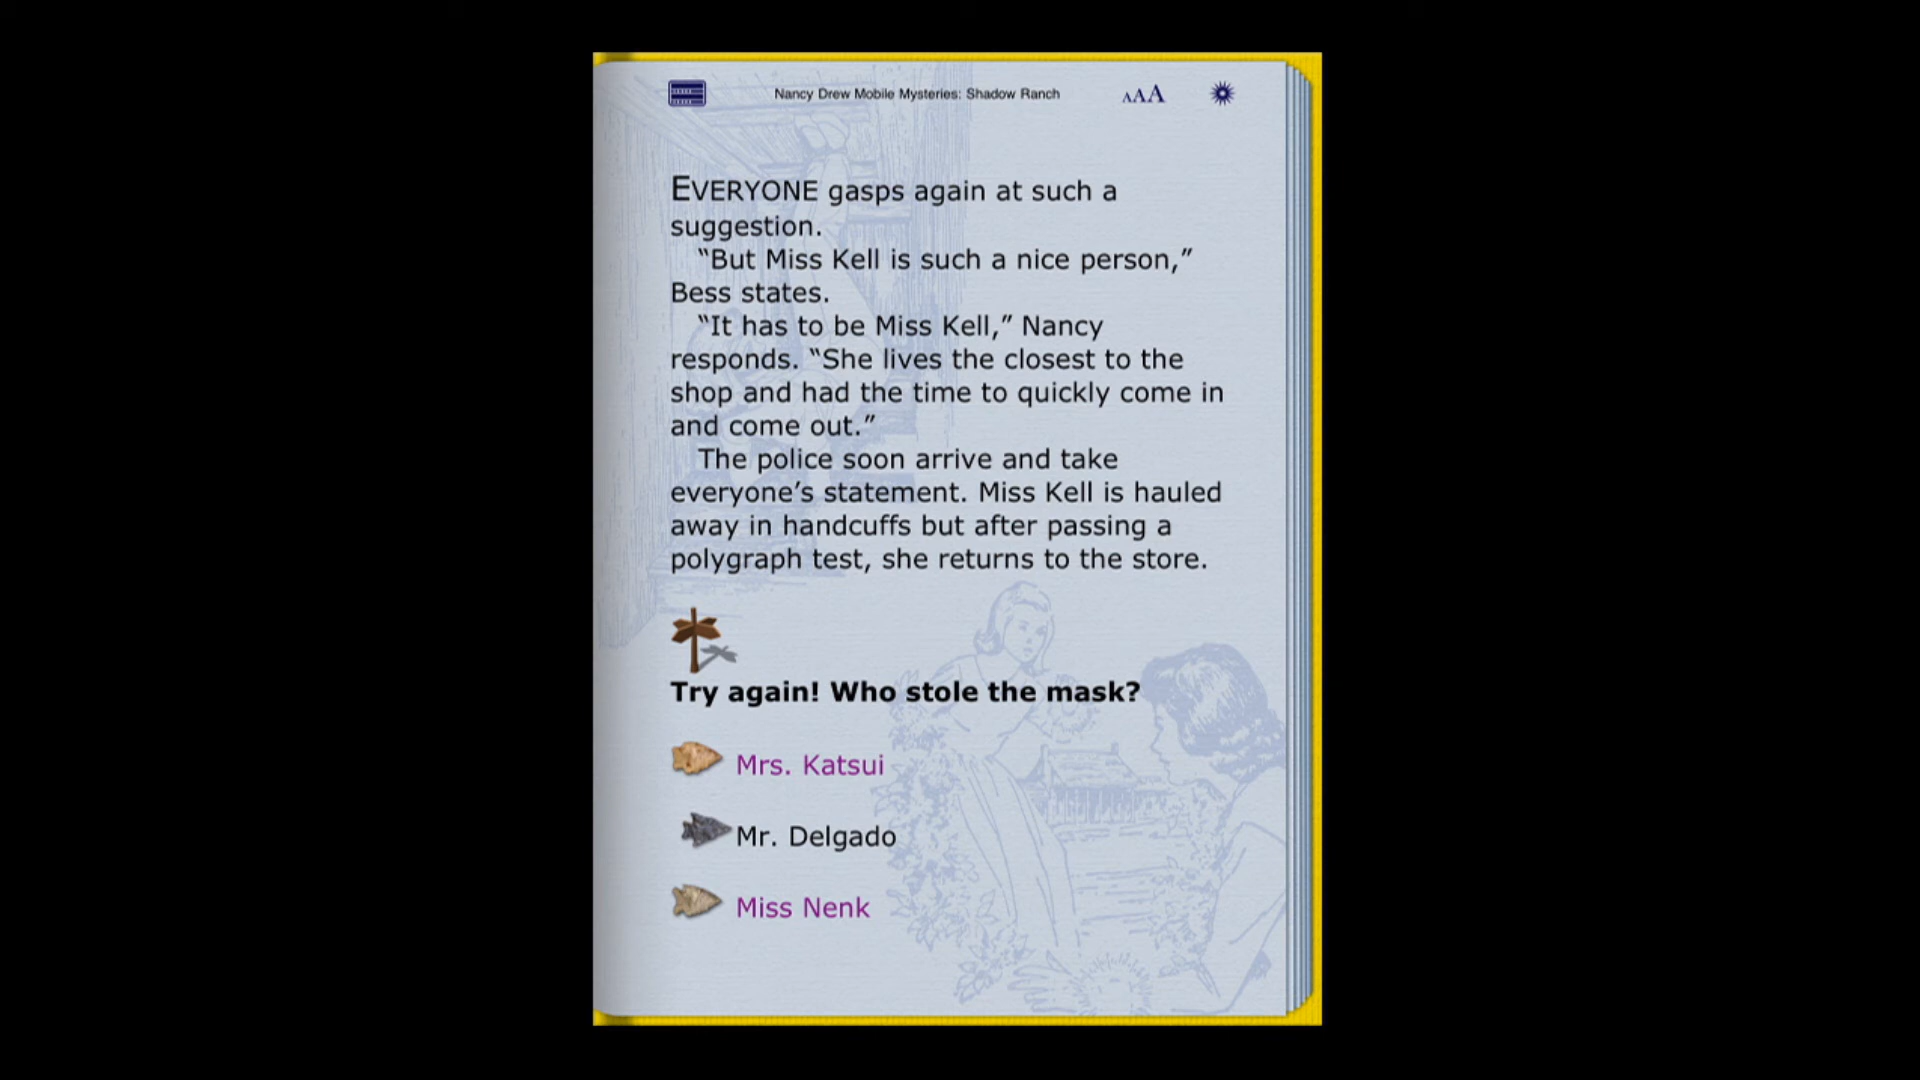 Nancy Drew Mobile Mysteries: Shadow Ranch
AAA
EVERYONE gasps again at such a
suggestion.
“But Miss Kell is such a nice person,”
Bess states.
“It has to be Miss Kell,” Nancy
responds. “She lives the closest to the
shop and had the time to quickly come in
and come out.”
The police soon arrive and take
everyone’s statement. Miss Kell is hauled
away in handcuffs but after passing a
polygraph test, she returns to the store.
Try again! Who stole the mask?
Mrs. Katsui
Mr. Delgado
Miss Nenk